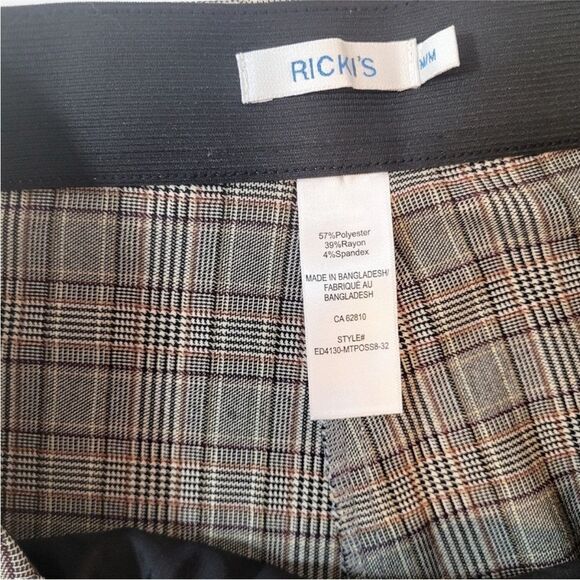 RICKI'S
M/M
57%Polyester
39%Rayon
4%Spandex
MADE IN BANGLADESH/
FABRIQUÉ AU
BANGLADESH
CA 62810
STYLE#
ED4130-MTPOSS8-32